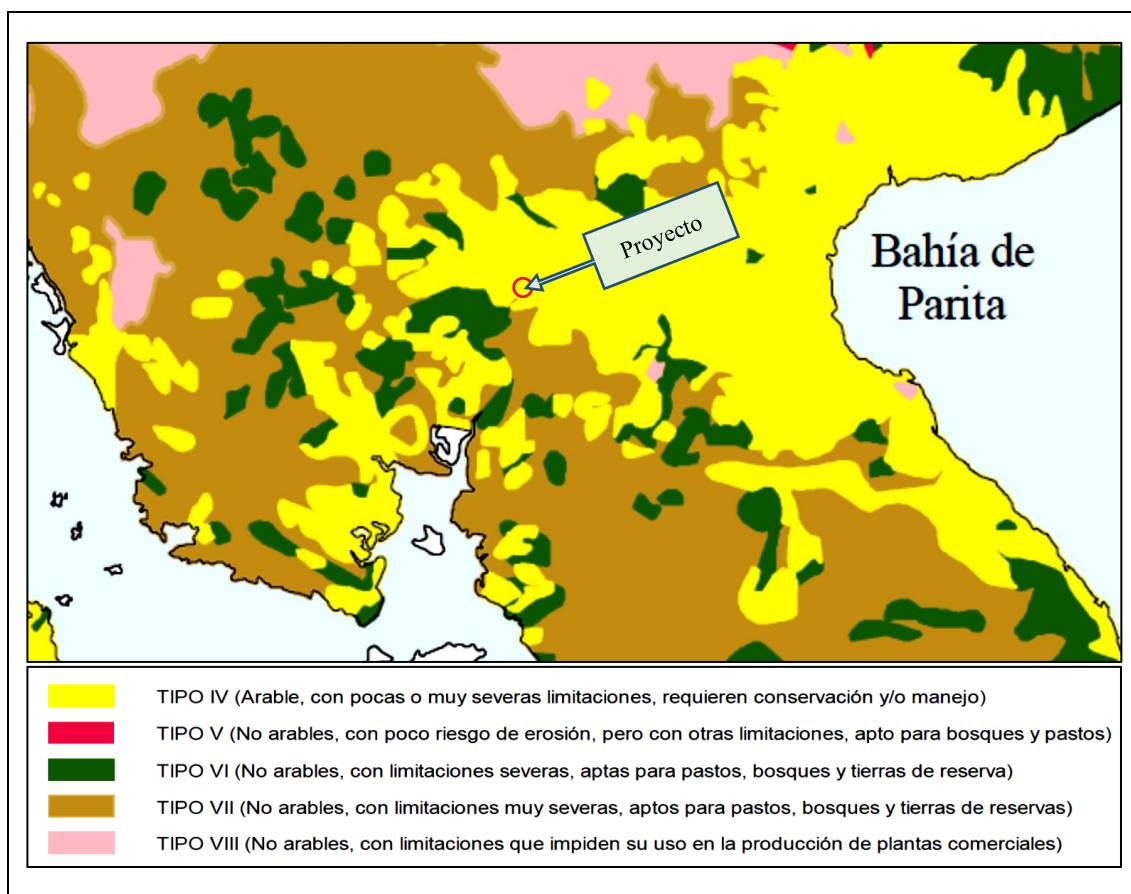 Proyecto
Bahía de
Parita
TIPO IV (Arable, con pocas o muy severas limitaciones, requieren conservación y/o manejo)
TIPO V (No arables, con poco riesgo de erosión, pero con otras limitaciones, apto para bosques y pastos)
TIPO VI (No arables, con limitaciones severas, aptas para pastos, bosques y tierras de reserva)
TIPO VII (No arables, con limitaciones muy severas, aptos para pastos, bosques y tierras de reservas)
TIPO VIII (No arables, con limitaciones que impiden su uso en la producción de plantas comerciales)